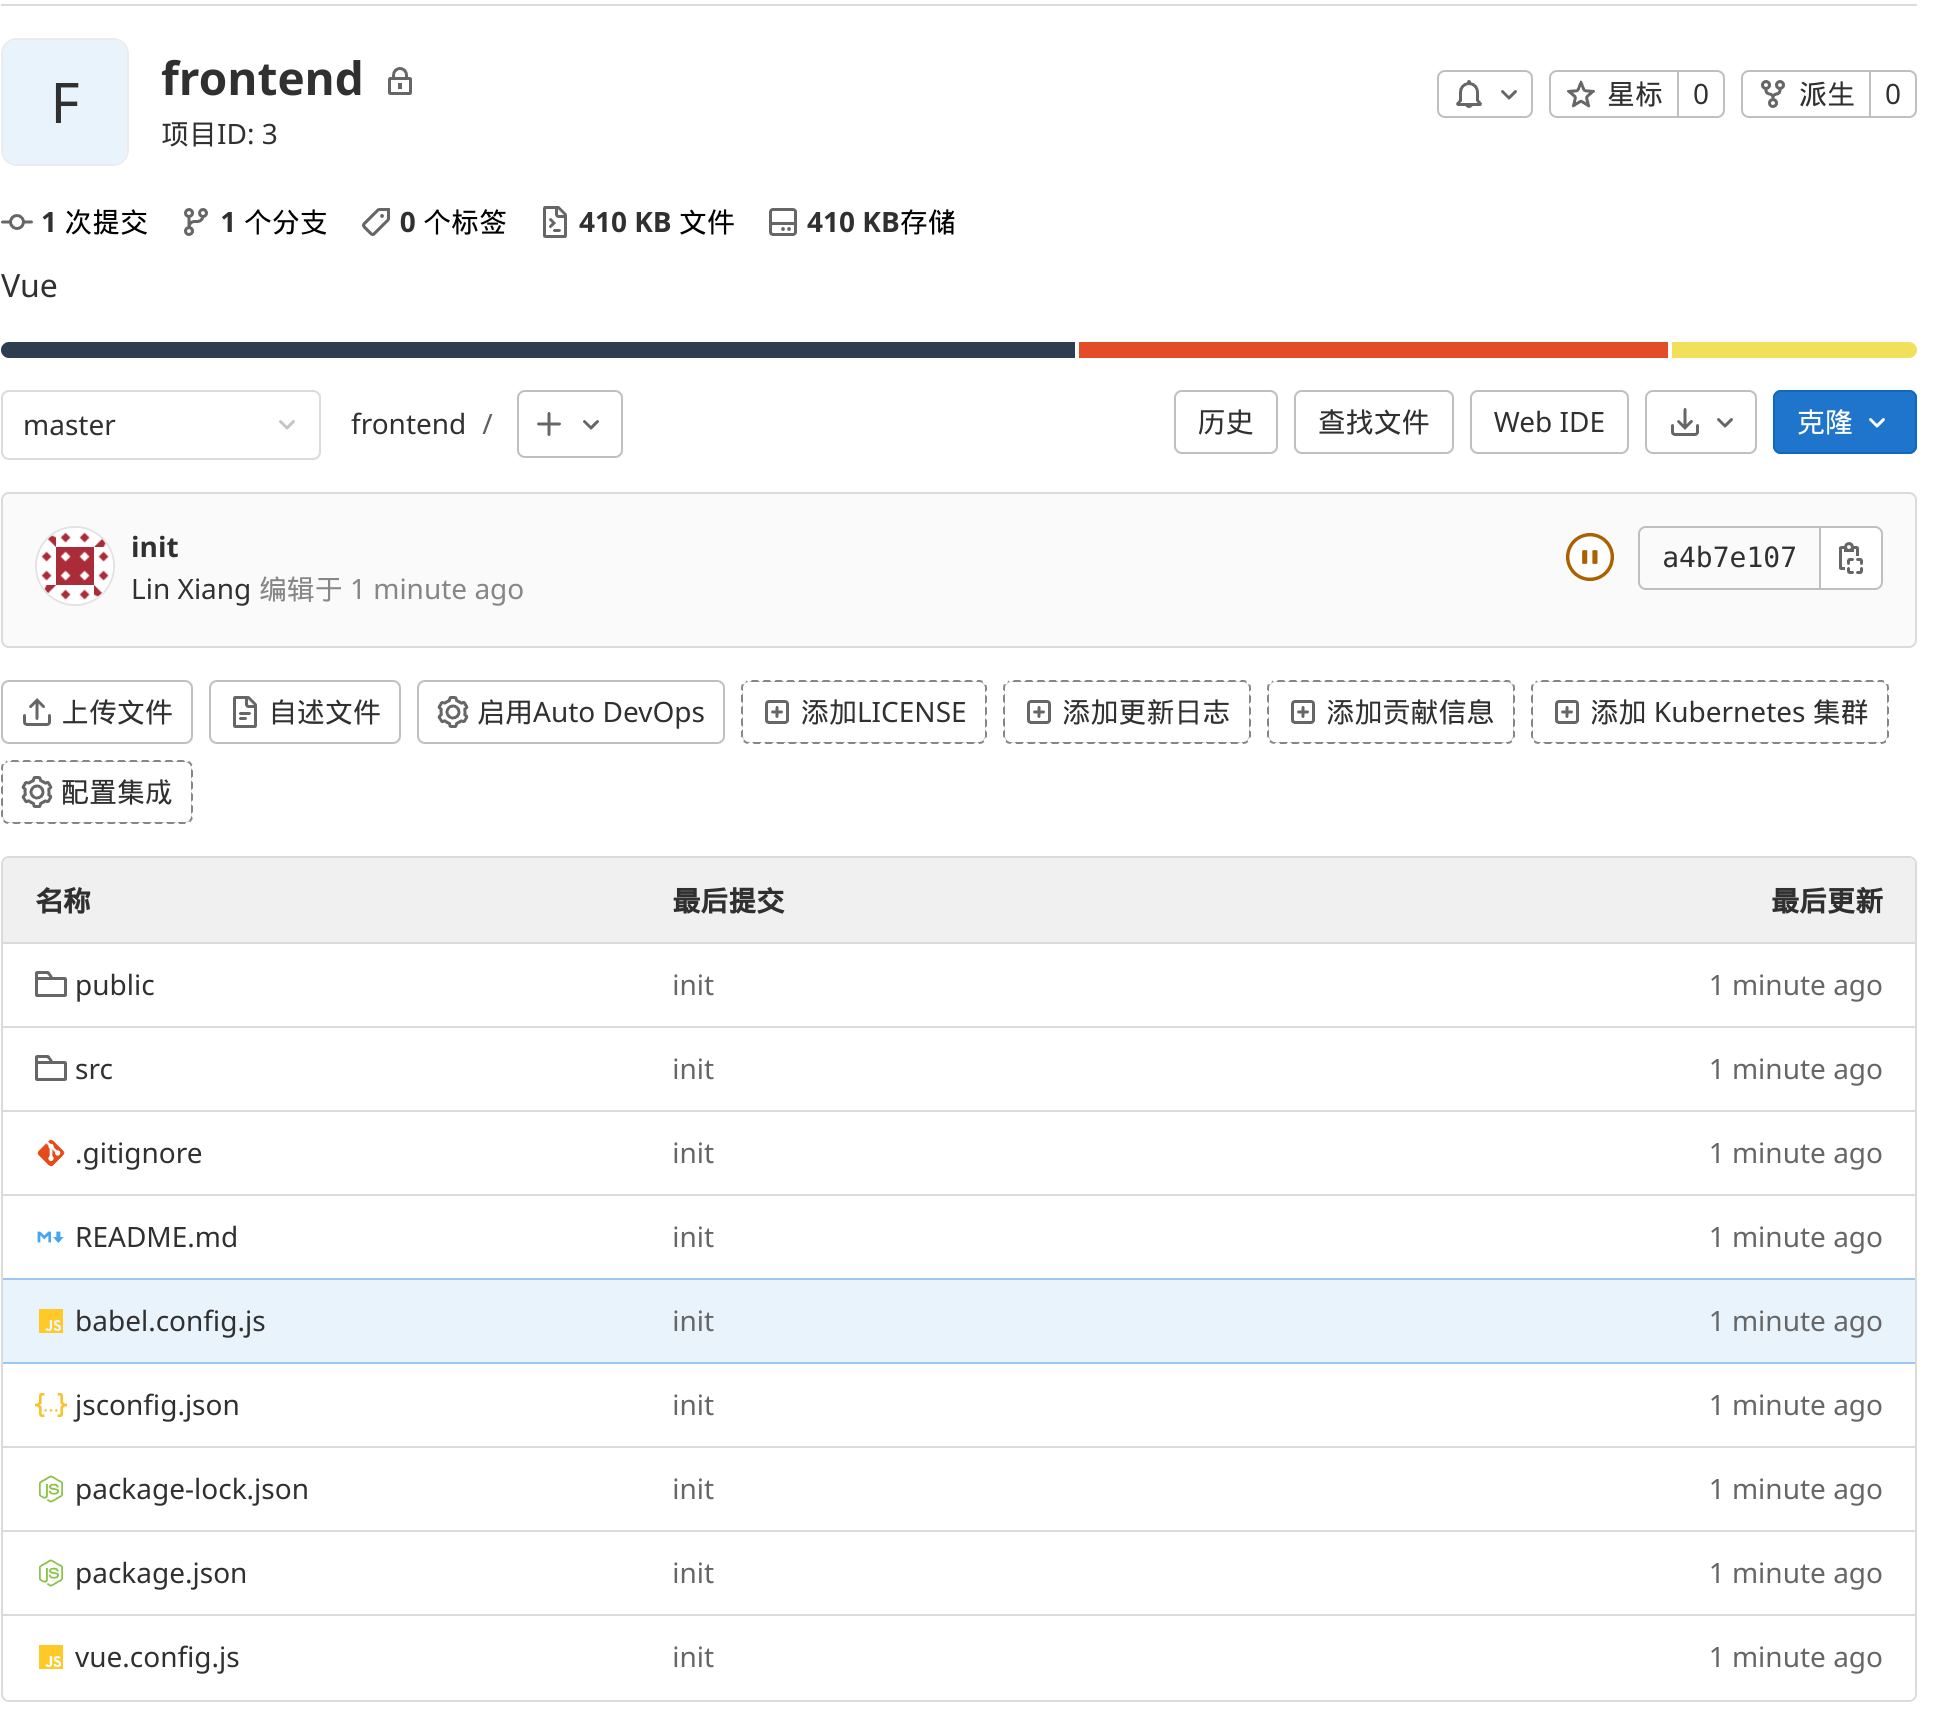 F
frontend
项目ID: 3
星标 0
派生 0
1 次提交 1 个分支 0 个标签 410 KB 文件 410 KB存储
Vue
master frontend / 历史 查找文件 Web IDE 克隆
init
Lin Xiang 编辑于 1 minute ago
a4b7e107
上传文件 自述文件 启用Auto DevOps 添加LICENSE 添加更新日志 添加贡献信息 添加 Kubernetes 集群
配置集成
名称 最后提交 最后更新
public init 1 minute ago
src init 1 minute ago
.gitignore init 1 minute ago
README.md init 1 minute ago
babel.config.js init 1 minute ago
jsconfig.json init 1 minute ago
package-lock.json init 1 minute ago
package.json init 1 minute ago
vue.config.js init 1 minute ago